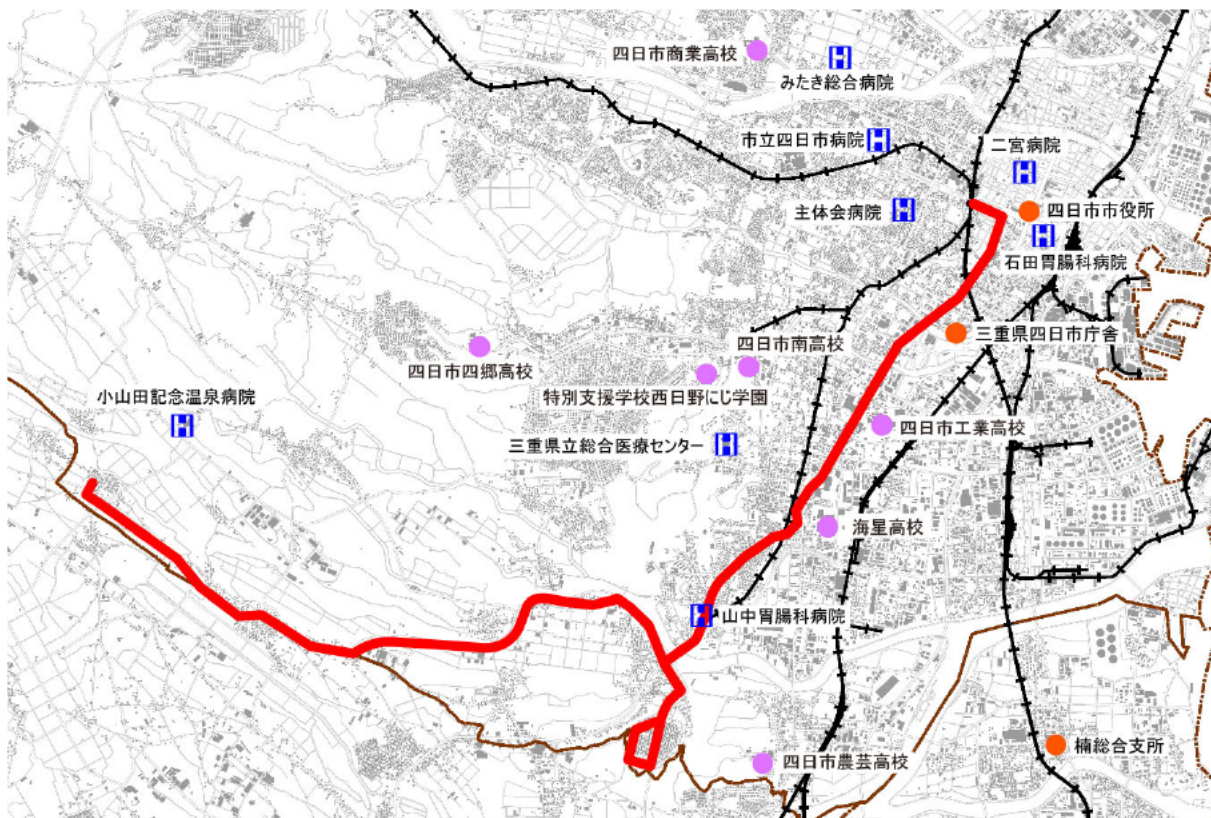 四日市商業高校
みたき総合病院
市立四日市病院
二宮病院
主体会病院
四日市市役所
石田胃腸科病院
三重県四日市庁舎
四日市南高校
四日市四郷高校
特別支援学校西日野にじ学園
小山田記念温泉病院
四日市工業高校
三重県立総合医療センター
海星高校
山中胃腸科病院
楠総合支所
四日市農芸高校